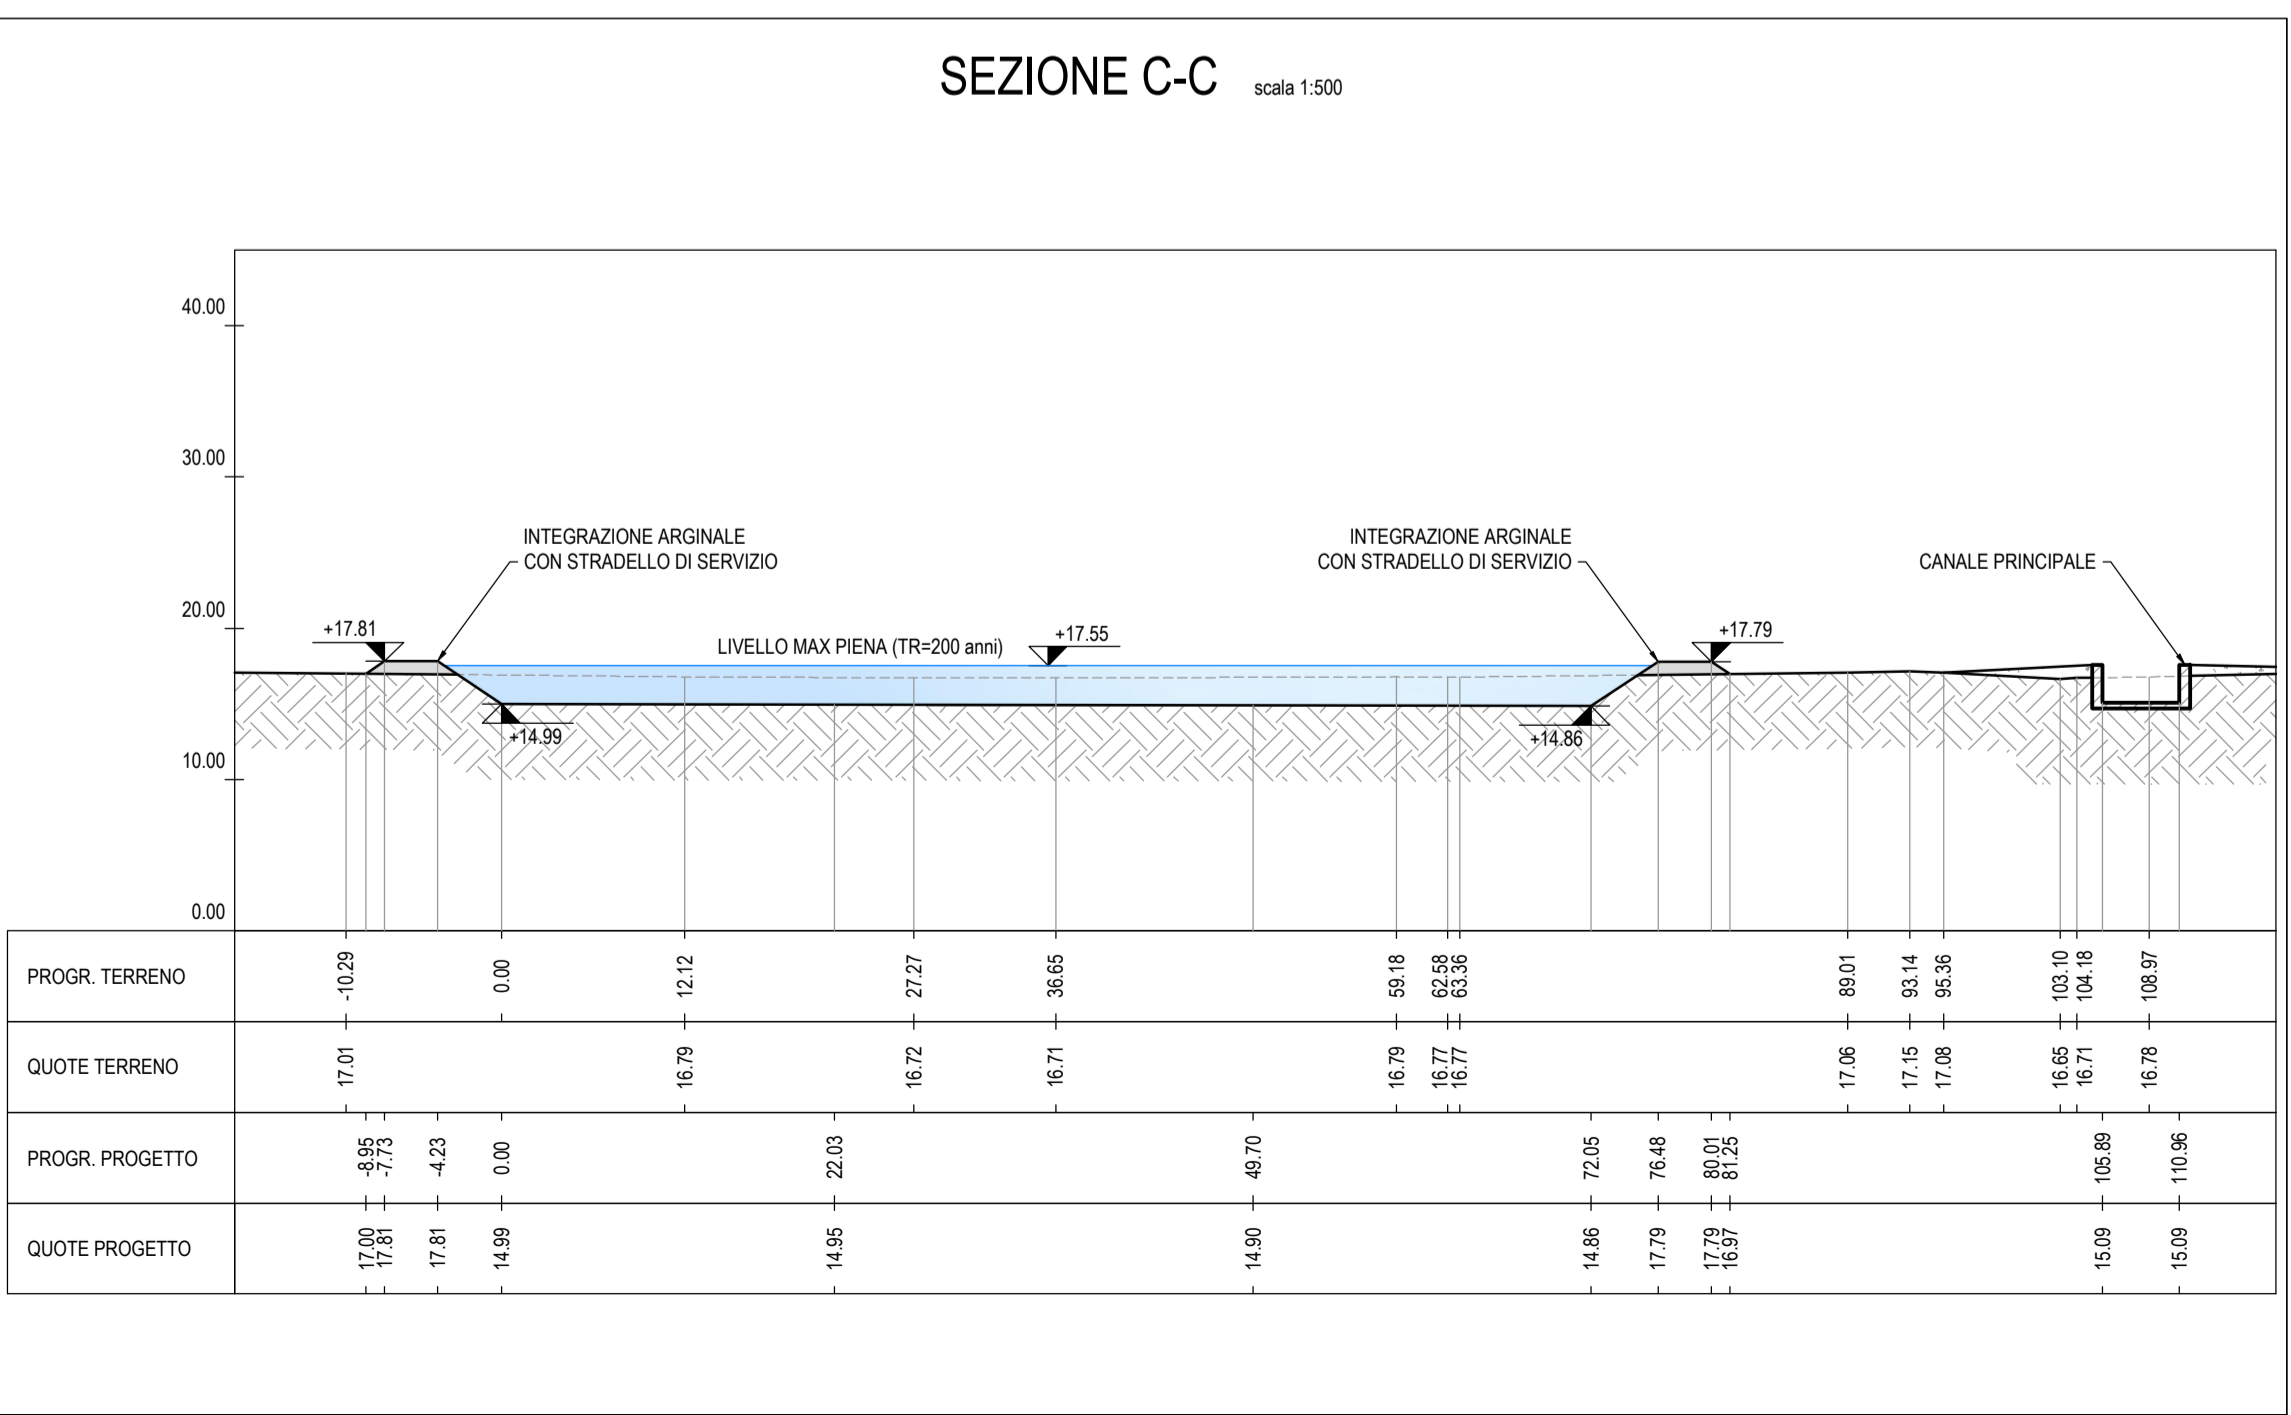 SEZIONE C-C scala 1:500
40.00
30.00
20.00
10.00
0.00
INTEGRAZIONE ARGINALE
CON STRADELLO DI SERVIZIO
INTEGRAZIONE ARGINALE
CON STRADELLO DI SERVIZIO
CANALE PRINCIPALE
+17.81
LIVELLO MAX PIENA (TR=200 anni)
+17.55
+17.79
+14.99
+14.86
PROGR. TERRENO -10.29 0.00 12.12 27.27 36.65 59.18 62.58 63.36 89.01 93.14 95.36 103.10 104.18 108.97
QUOTE TERRENO 17.01 16.79 16.72 16.71 16.79 16.77 16.77 17.06 17.15 17.08 16.65 16.71 16.78
PROGR. PROGETTO -8.95 -7.73 -4.23 0.00 22.03 49.70 72.05 76.48 80.01 81.25 105.89 110.96
QUOTE PROGETTO 17.00 17.81 17.81 14.99 14.95 14.90 14.86 17.79 17.79 16.97 15.09 15.09